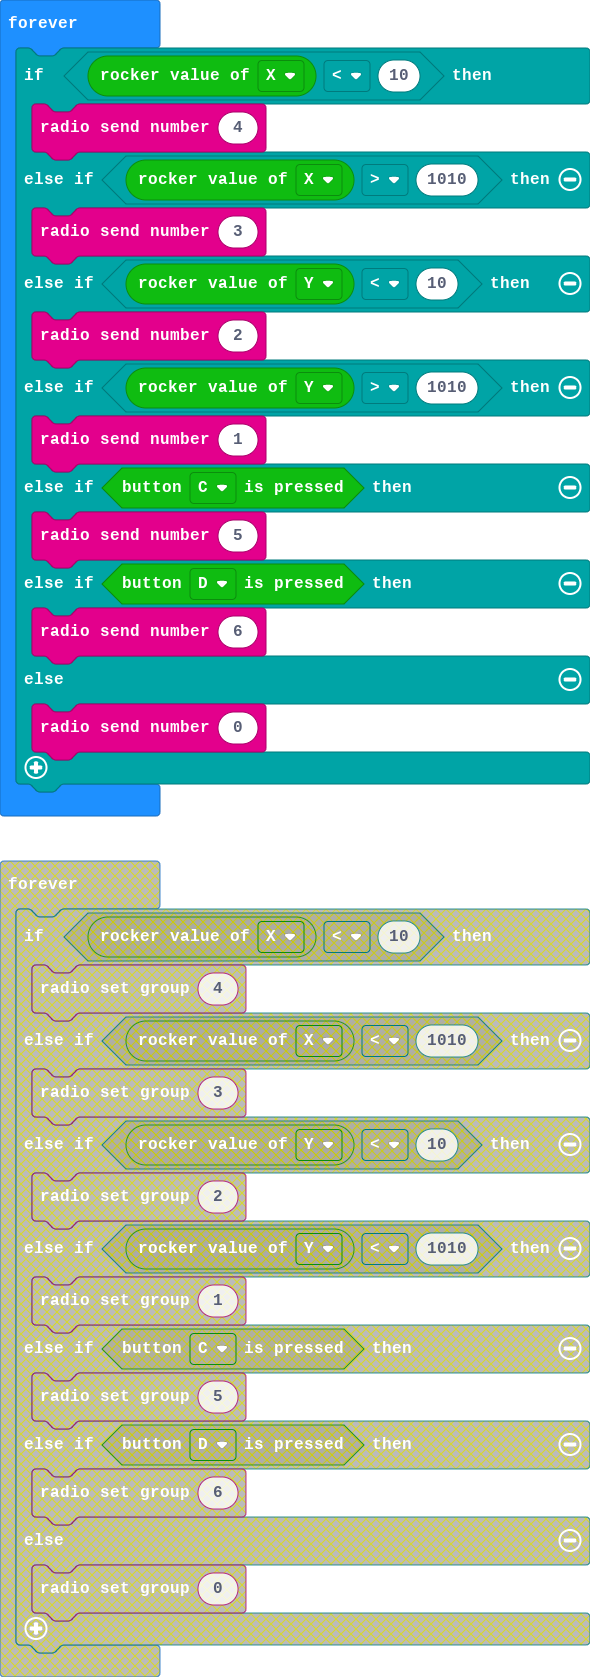 forever
if rocker value of X < 10 then
radio send number 4
else if rocker value of X > 1010 then
radio send number 3
else if rocker value of Y < 10 then
radio send number 2
else if rocker value of Y > 1010 then
radio send number 1
else if button C is pressed then
radio send number 5
else if button D is pressed then
radio send number 6
else
radio send number 0
forever
if rocker value of X < 10 then
radio set group 4
else if rocker value of X < 1010 then
radio set group 3
else if rocker value of Y < 10 then
radio set group 2
else if rocker value of Y < 1010 then
radio set group 1
else if button C is pressed then
radio set group 5
else if button D is pressed then
radio set group 6
else
radio set group 0